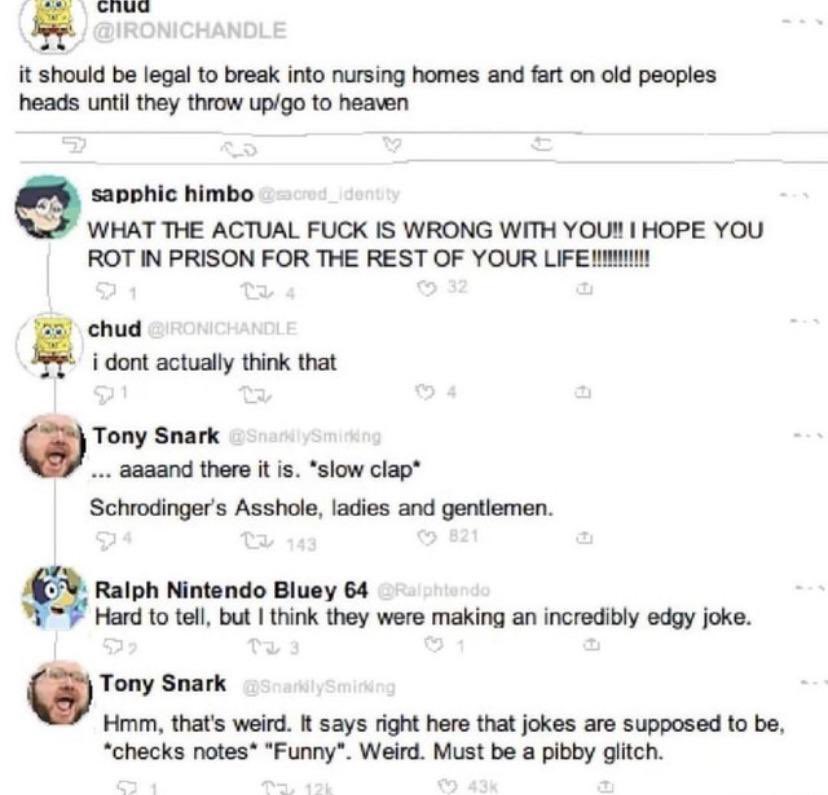 chud
@IRONICHANDLE
it should be legal to break into nursing homes and fart on old peoples
heads until they throw up/go to heaven
sapphic himbo @sacred_identity
WHAT THE ACTUAL FUCK IS WRONG WITH YOU!! I HOPE YOU
ROT IN PRISON FOR THE REST OF YOUR LIFE!!!!!!!!!!!
1 4 32
chud @IRONICHANDLE
i dont actually think that
1 4
Tony Snark @SnarkilySmirking
... aaaand there it is. *slow clap*
Schrodinger's Asshole, ladies and gentlemen.
4 143 821
Ralph Nintendo Bluey 64 @Ralphtendo
Hard to tell, but I think they were making an incredibly edgy joke.
2 3 1
Tony Snark @SnarkilySmirking
Hmm, that's weird. It says right here that jokes are supposed to be,
*checks notes* "Funny". Weird. Must be a pibby glitch.
1 12k 43k